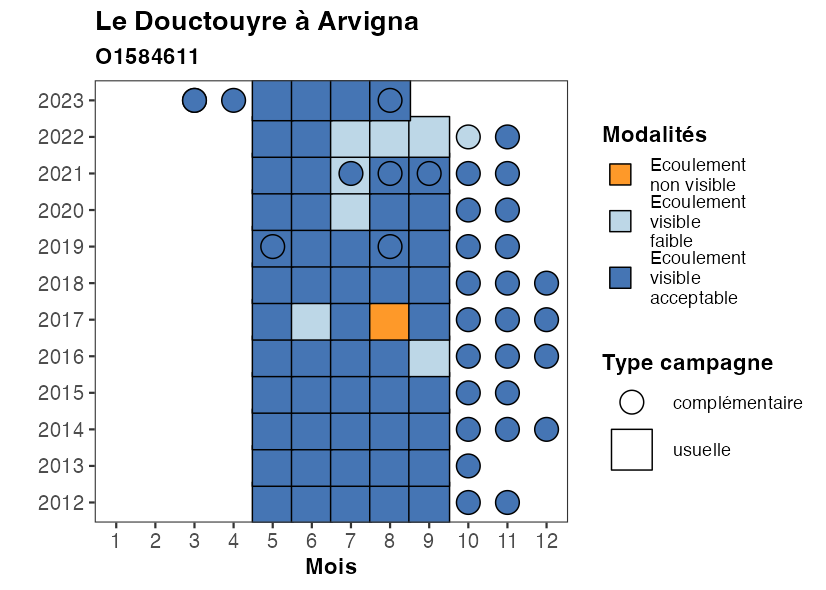 Le Douctouyre à Arvigna
O1584611
2023
2022
2021
2020
2019
2018
2017
2016
2015
2014
2013
2012
1 2 3 4 5 6 7 8 9 10 11 12
Mois
Modalités
Ecoulement
non visible
Ecoulement
visible
faible
Ecoulement
visible
acceptable
Type campagne
complémentaire
usuelle